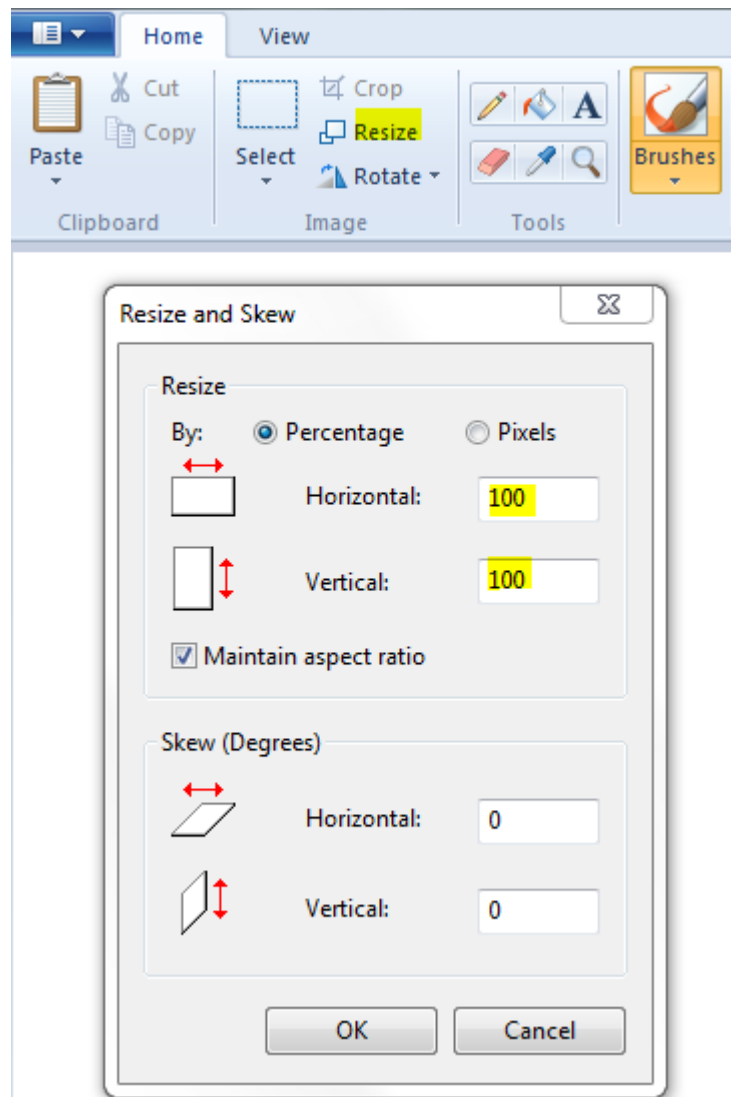 Home View
Cut
Copy
Paste
Clipboard
Select
Crop
Resize
Rotate
Image
A
Tools
Brushes
Resize and Skew
Resize
By: Percentage Pixels
Horizontal: 100
Vertical: 100
Maintain aspect ratio
Skew (Degrees)
Horizontal: 0
Vertical: 0
OK Cancel